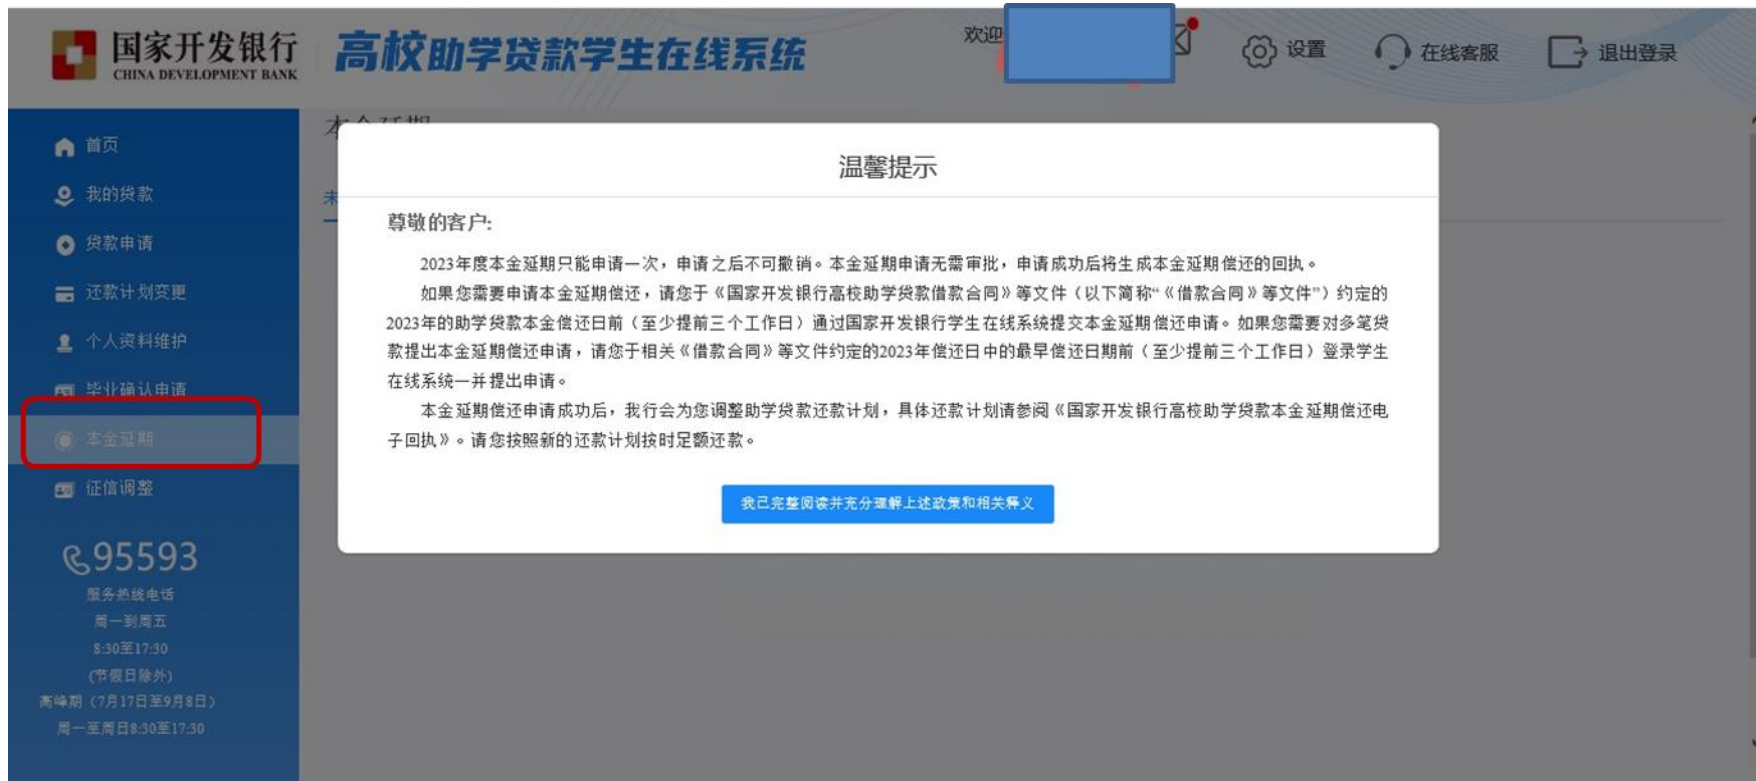 国家开发银行
CHINA DEVELOPMENT BANK
高校助学贷款学生在线系统
欢迎
设置
在线客服
退出登录
首页
我的贷款
贷款申请
还款计划变更
个人资料维护
毕业确认申请
本金延期
征信调整
95593
服务热线电话
周一到周五
8:30至17:30
(节假日除外)
高峰期（7月17日至9月8日）
周一至周日8:30至17:30
本金延期
未
温馨提示
尊敬的客户:
2023年度本金延期只能申请一次，申请之后不可撤销。本金延期申请无需审批，申请成功后将生成本金延期偿还的回执。
如果您需要申请本金延期偿还，请您于《国家开发银行高校助学贷款借款合同》等文件（以下简称“《借款合同》等文件”）约定的
2023年的助学贷款本金偿还日前（至少提前三个工作日）通过国家开发银行学生在线系统提交本金延期偿还申请。如果您需要对多笔贷
款提出本金延期偿还申请，请您于相关《借款合同》等文件约定的2023年偿还日中的最早偿还日期前（至少提前三个工作日）登录学生
在线系统一并提出申请。
本金延期偿还申请成功后，我行会为您调整助学贷款还款计划，具体还款计划请参阅《国家开发银行高校助学贷款本金延期偿还电
子回执》。请您按照新的还款计划按时足额还款。
我已完整阅读并充分理解上述政策和相关释义